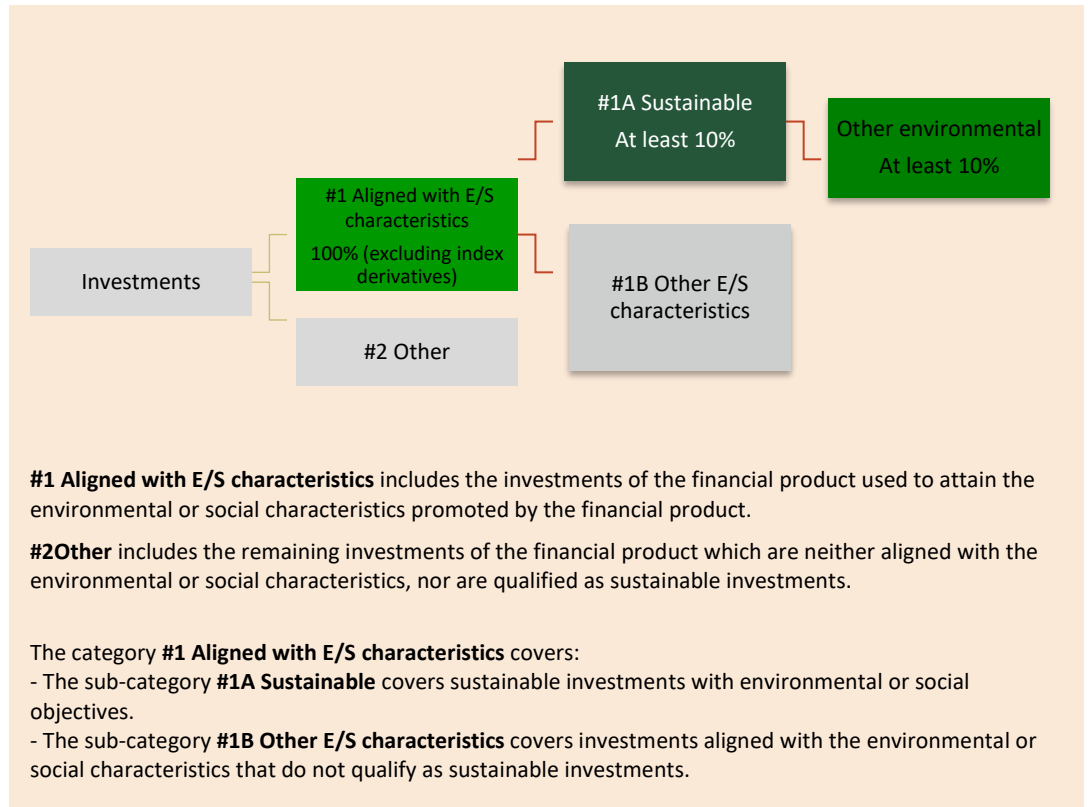 #1A Sustainable
At least 10%
Other environmental
At least 10%
#1 Aligned with E/S
characteristics
100% (excluding index
derivatives)
Investments
#1B Other E/S
characteristics
#2 Other
#1 Aligned with E/S characteristics includes the investments of the financial product used to attain the
environmental or social characteristics promoted by the financial product.
#2Other includes the remaining investments of the financial product which are neither aligned with the
environmental or social characteristics, nor are qualified as sustainable investments.
The category #1 Aligned with E/S characteristics covers:
- The sub-category #1A Sustainable covers sustainable investments with environmental or social
objectives.
- The sub-category #1B Other E/S characteristics covers investments aligned with the environmental or
social characteristics that do not qualify as sustainable investments.